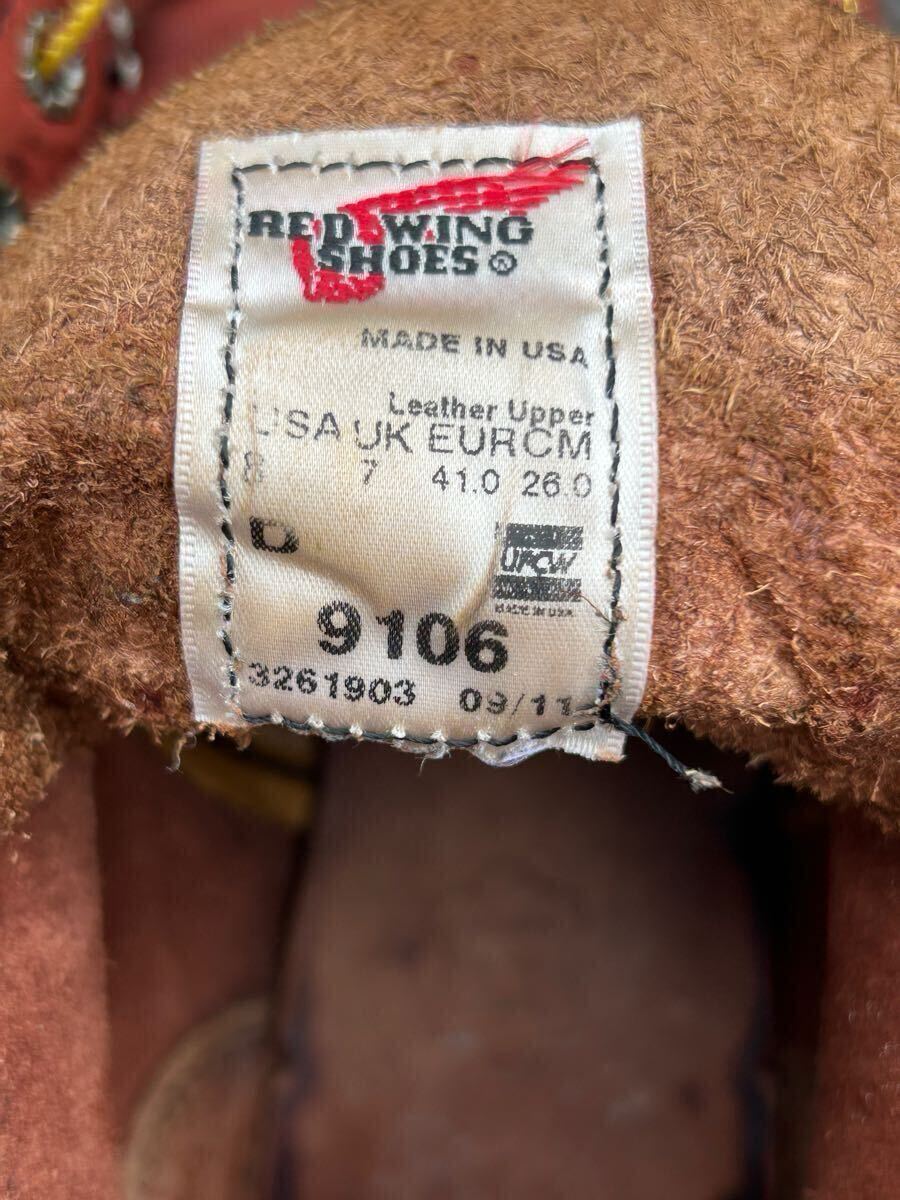 RED WING
SHOES ®
MADE IN USA
Leather Upper
USA UK EUR CM
8 7 41.0 26.0
D
UFCW
MADE IN USA
9106
3261903 09/11